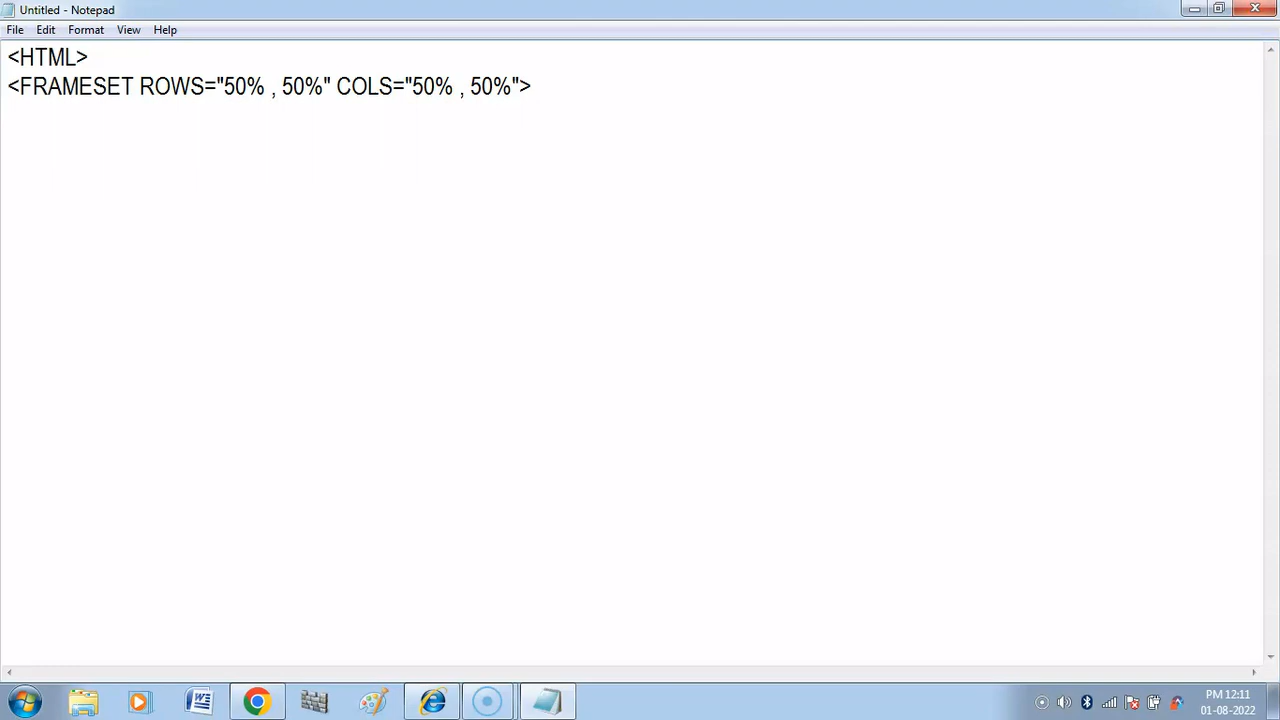 Untitled - Notepad
File Edit Format View Help
<HTML>
<FRAMESET ROWS="50% , 50%" COLS="50% , 50%">
PM 12:11
01-08-2022